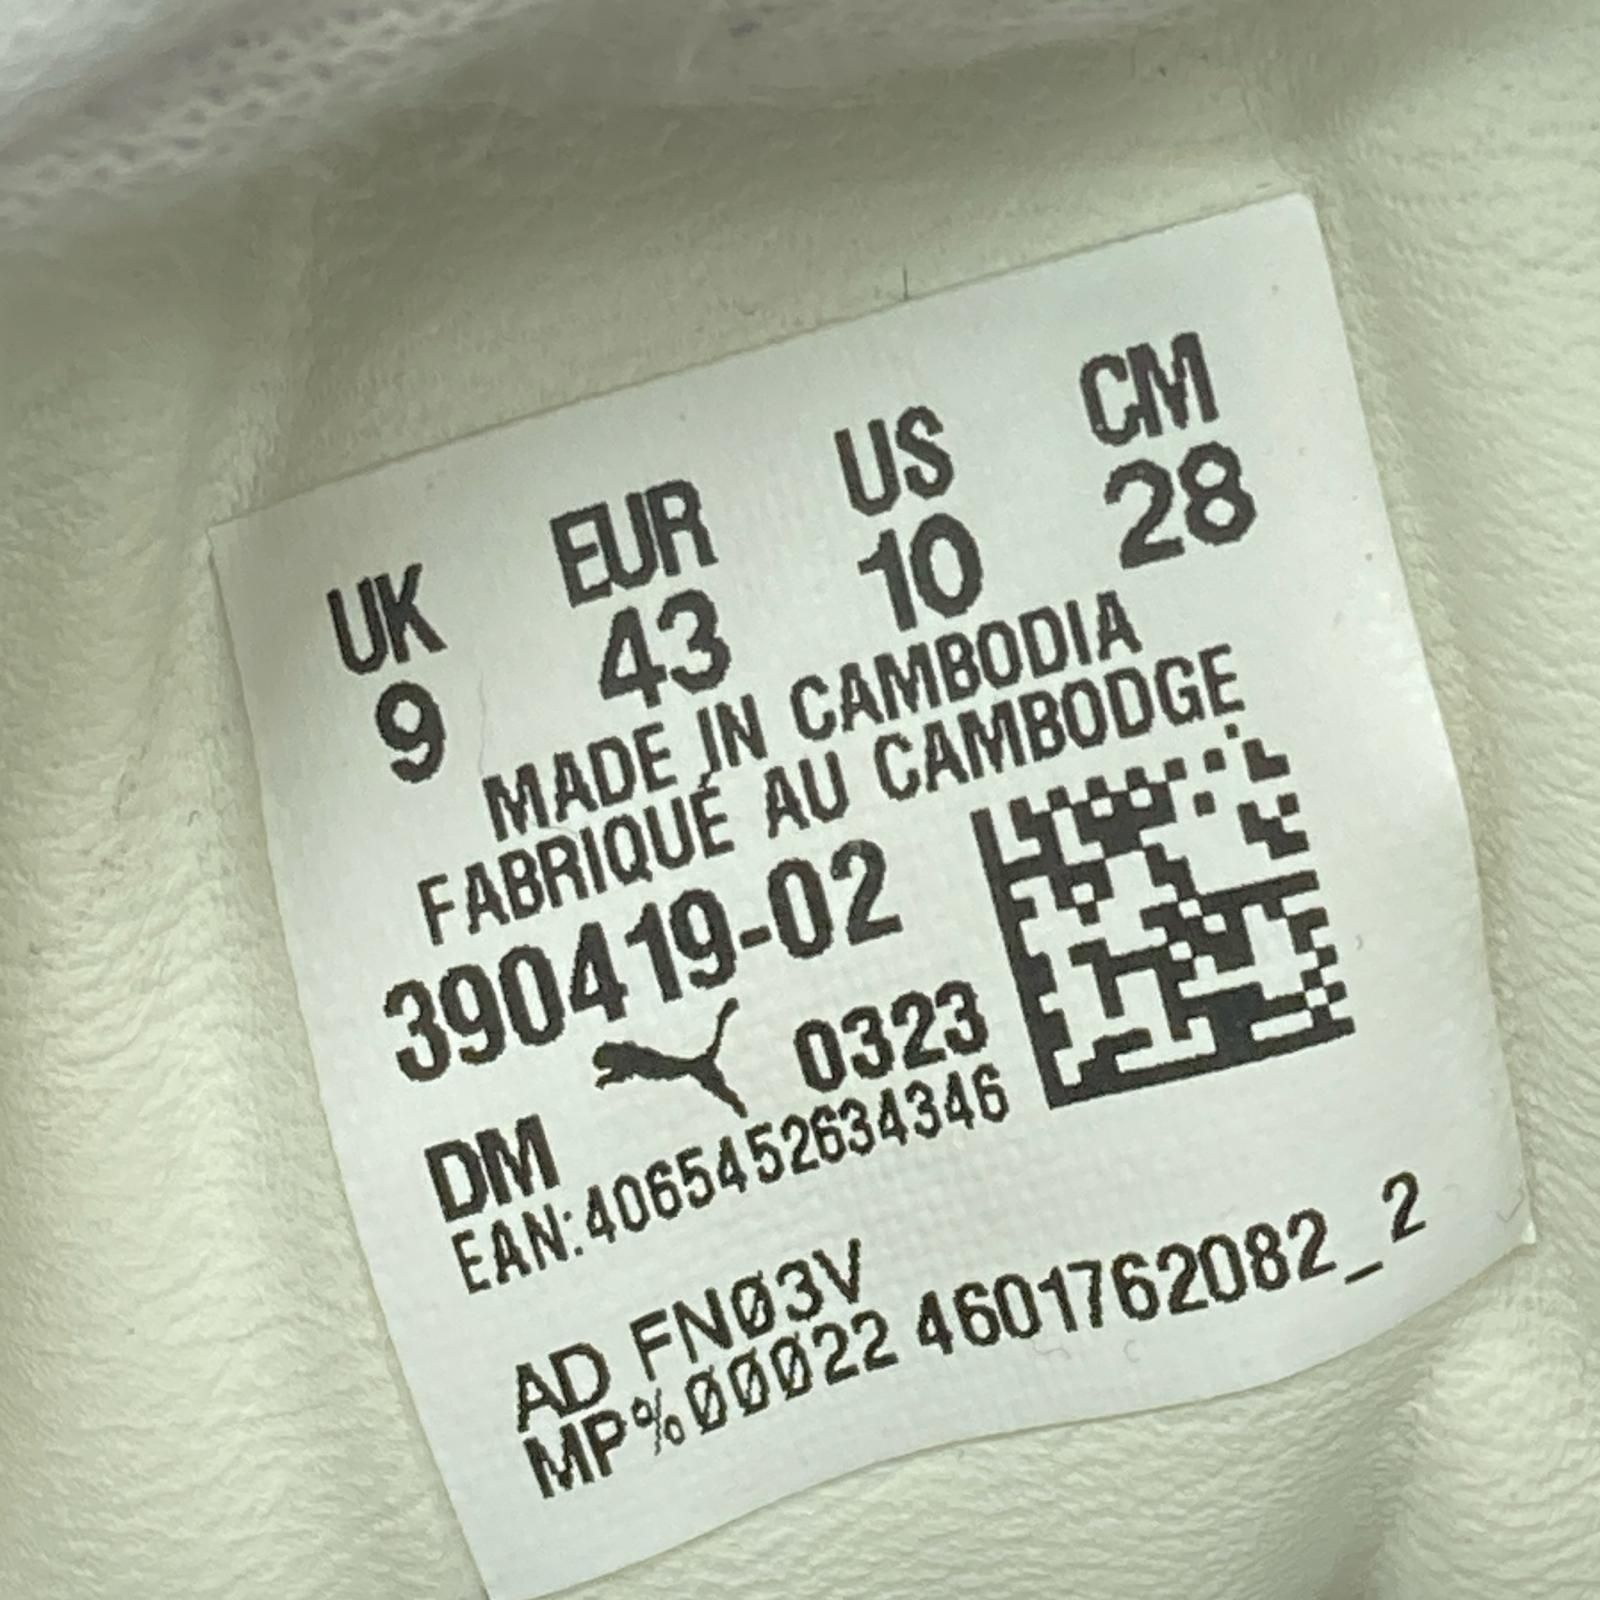 UK EUR US CM
9 43 10 28
MADE IN CAMBODIA
FABRIQUÉ AU CAMBODGE
390419-02
0323
DM
EAN:4065452634346
AD FNØ3V
MP%ØØØ22 4601762082_2